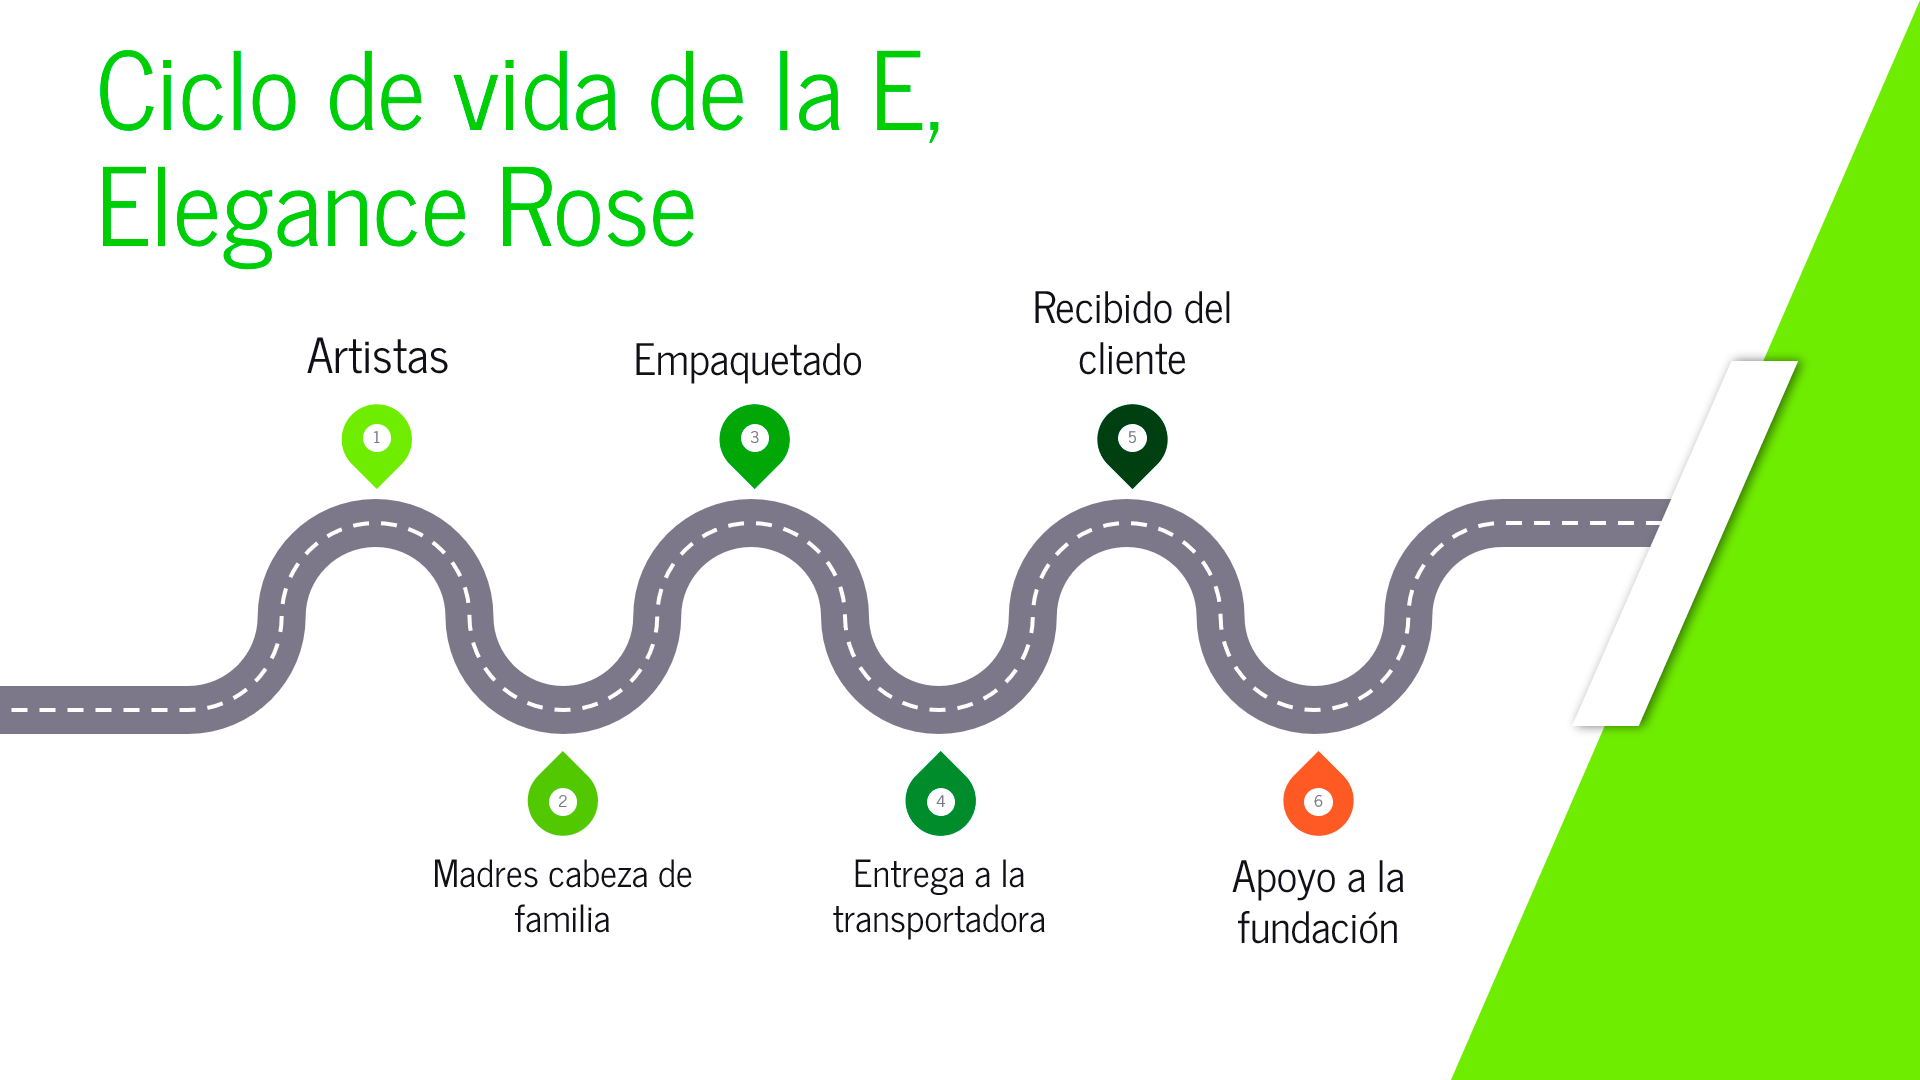 Ciclo de vida de la E,
Elegance Rose
Artistas
1
Madres cabeza de
familia
2
Empaquetado
3
Entrega a la
transportadora
4
Recibido del
cliente
5
Apoyo a la
fundación
6